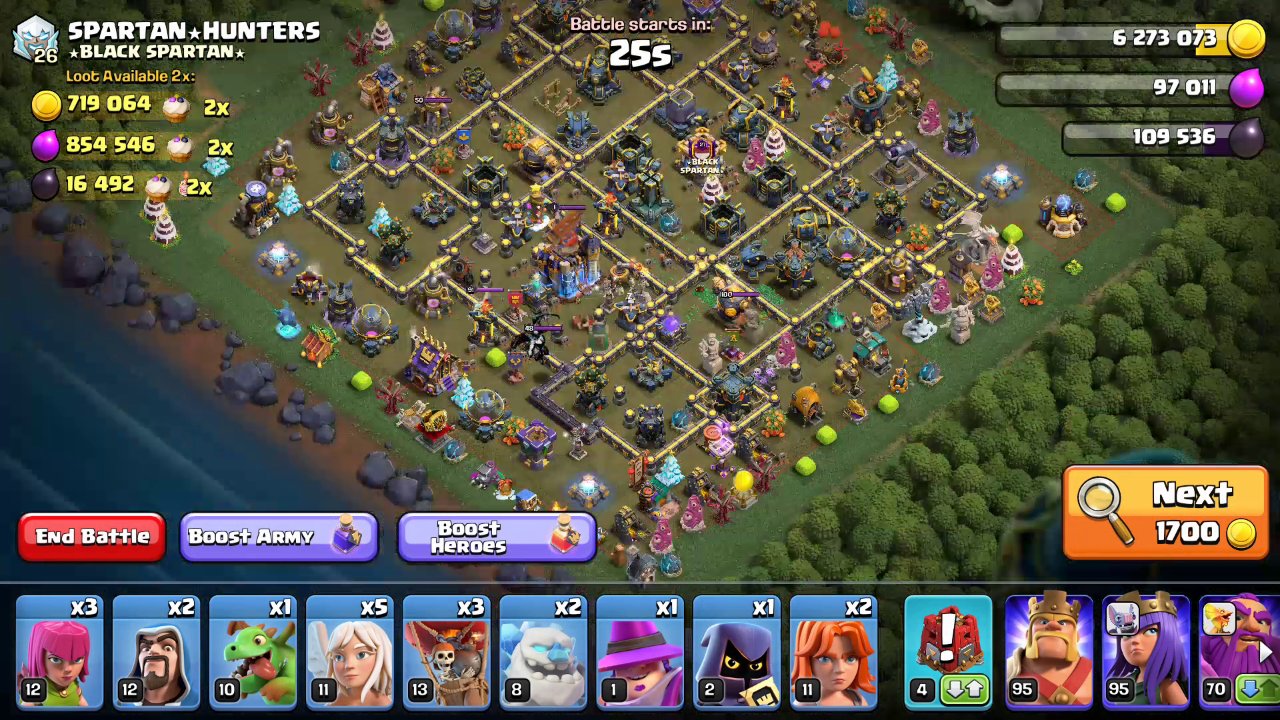 26
SPARTAN★HUNTERS
★BLACK SPARTAN★
Loot Available 2x:
719 064 2x
854 546 2x
16 492 2x
Battle starts in:
25s
6 273 073
97 011
109 536
50
★BLACK
SPARTAN★
100
End Battle
Boost Army
Boost
Heroes
Next
1700
x3
x2
x1
x5
x3
x2
x1
x1
x2
12
12
10
11
13
8
1
2
11
4
95
95
70